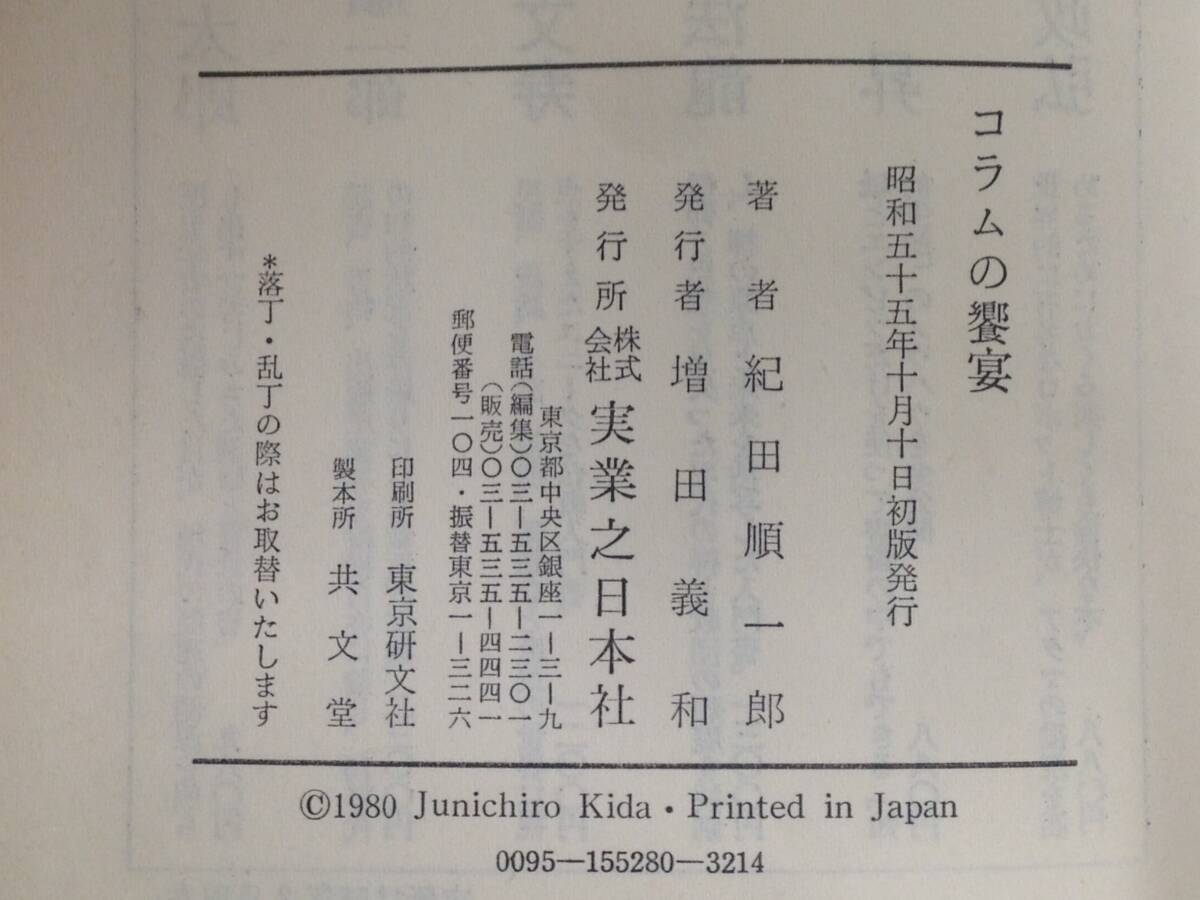 コラムの饗宴
昭和五十五年十月十日初版発行
著者 紀田順一郎
発行者 増田義和
発行所 株式会社 実業之日本社
東京都中央区銀座一ー三ー九
電話(編集)〇三ー五三五ー二三〇一
(販売)〇三ー五三五ー四四四一
郵便番号一〇四・振替東京一ー三二六
印刷所 東京研文社
製本所 共文堂
*落丁・乱丁の際はお取替いたします
©1980 Junichiro Kida・Printed in Japan
0095—155280—3214